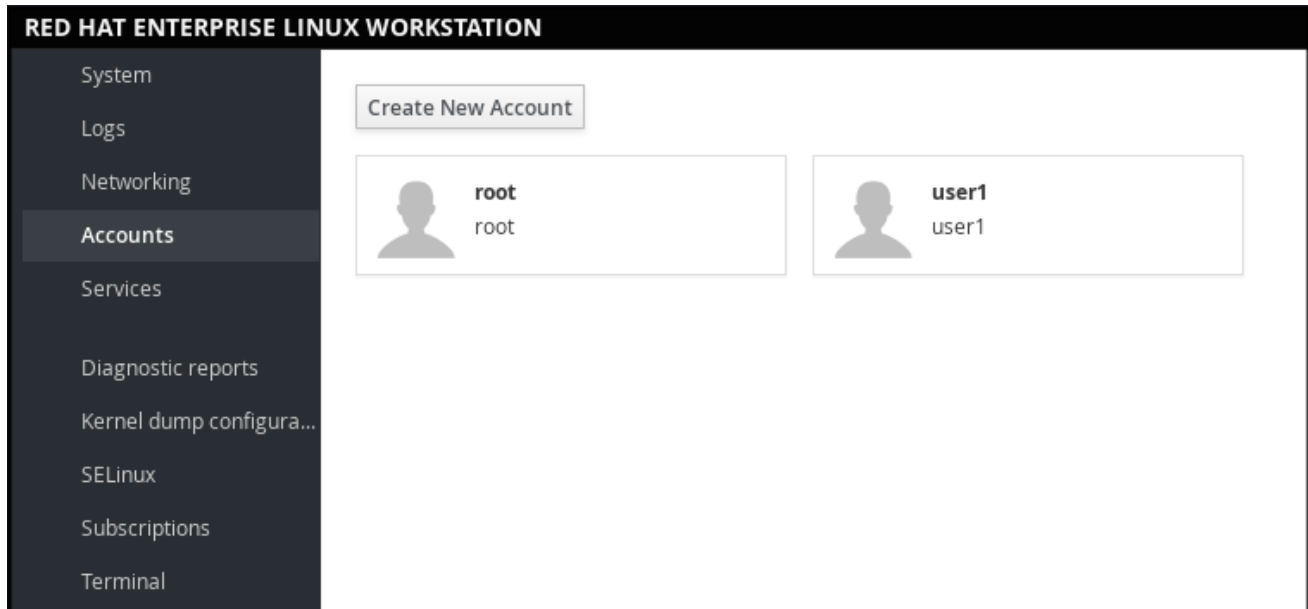 RED HAT ENTERPRISE LINUX WORKSTATION
System
Logs
Networking
Accounts
Services
Diagnostic reports
Kernel dump configura...
SELinux
Subscriptions
Terminal
Create New Account
root
root
user1
user1